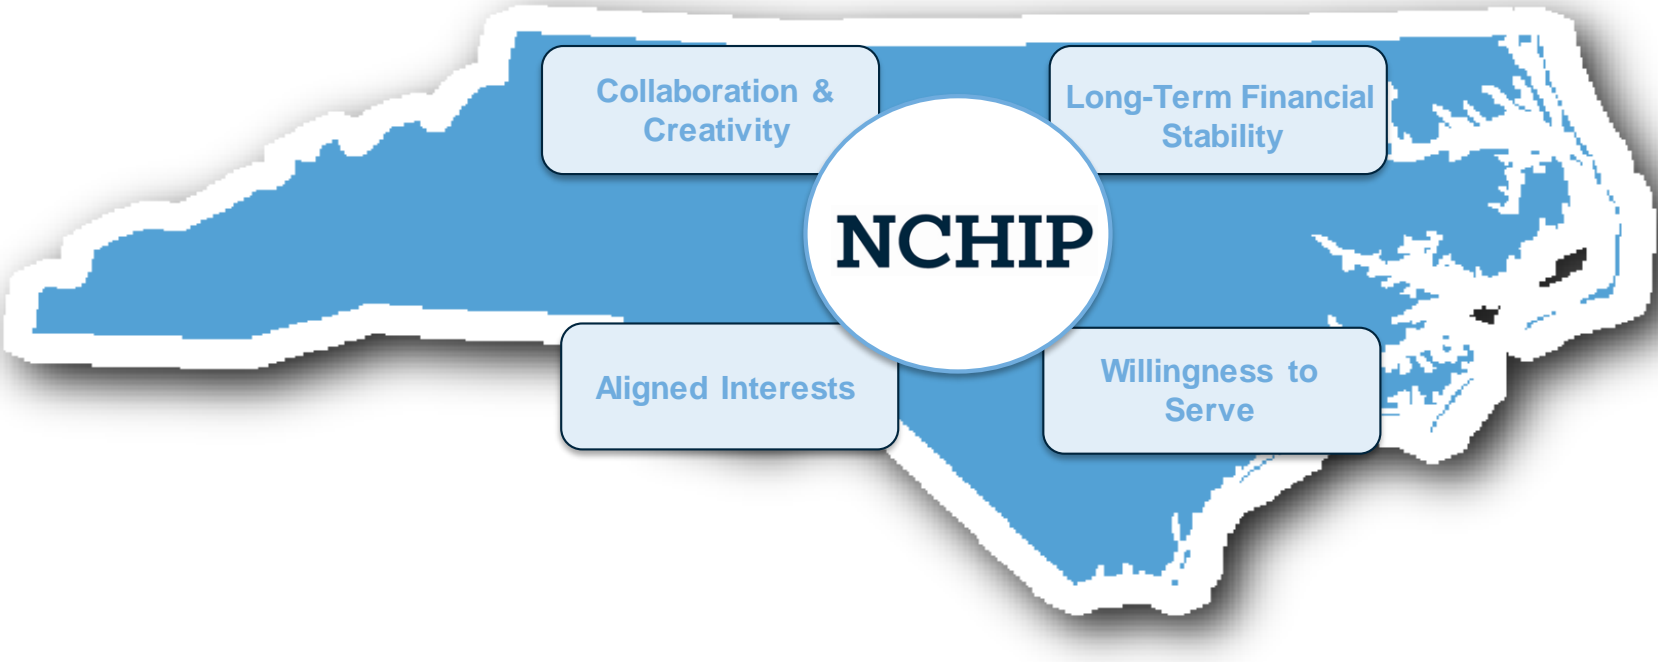 Collaboration &
Creativity
Long-Term Financial
Stability
NCHIP
Aligned Interests
Willingness to
Serve